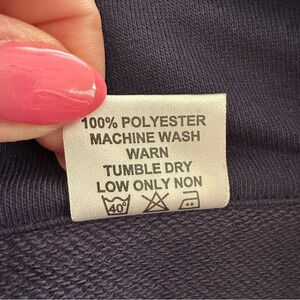 100% POLYESTER
MACHINE WASH
WARN
TUMBLE DRY
LOW ONLY NON
40°